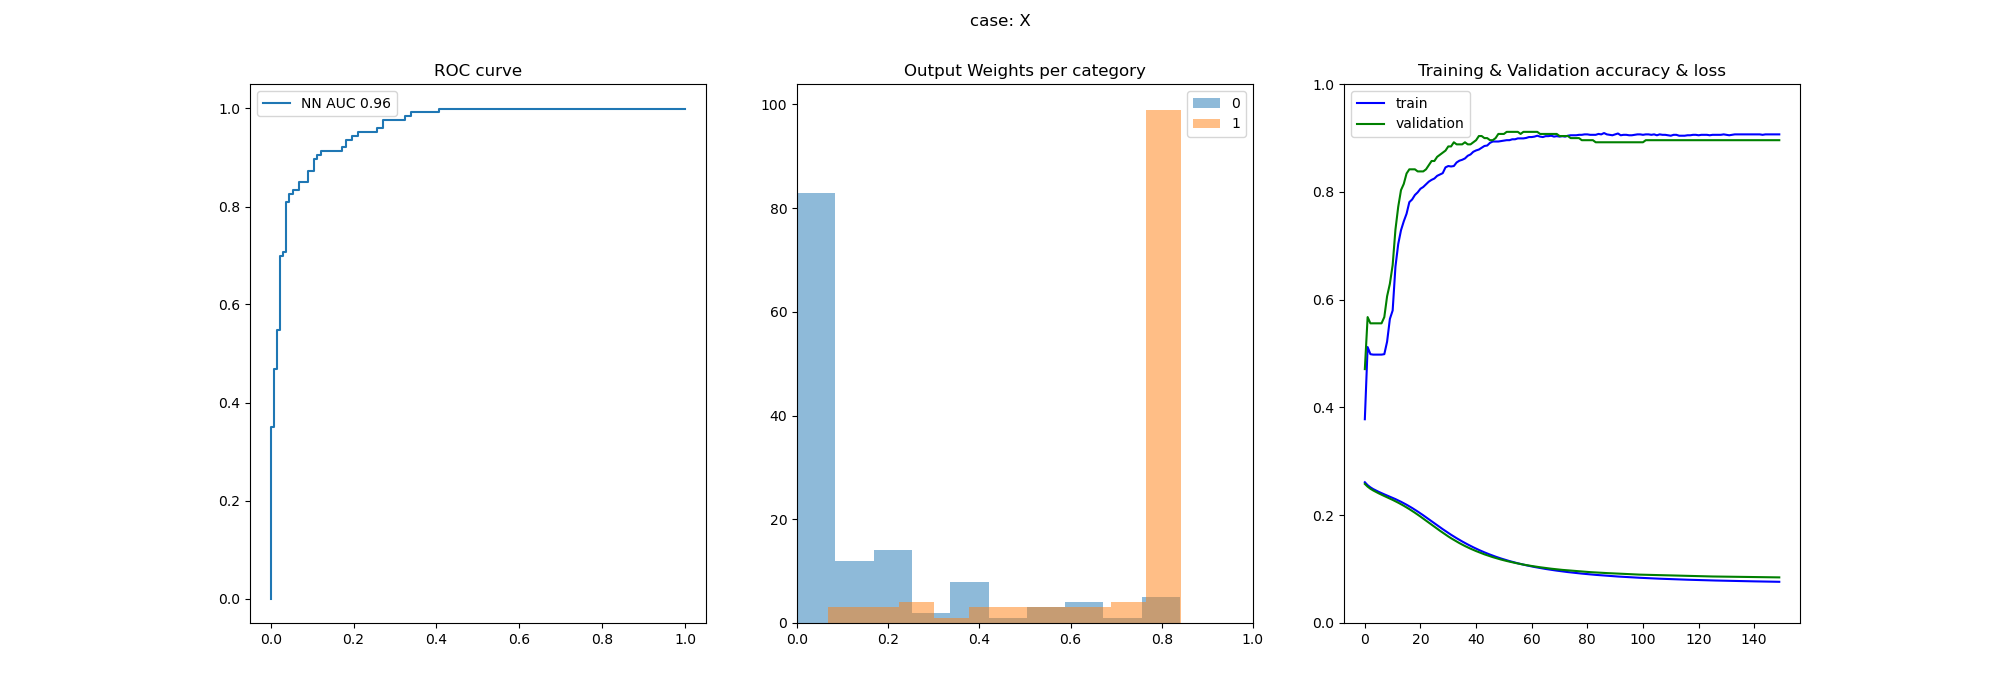 case: X
ROC curve
NN AUC 0.96
1.0
0.8
0.6
0.4
0.2
0.0
0.0 0.2 0.4 0.6 0.8 1.0
Output Weights per category
0
1
100
80
60
40
20
0
0.0 0.2 0.4 0.6 0.8 1.0
Training & Validation accuracy & loss
train
validation
1.0
0.8
0.6
0.4
0.2
0.0
0 20 40 60 80 100 120 140